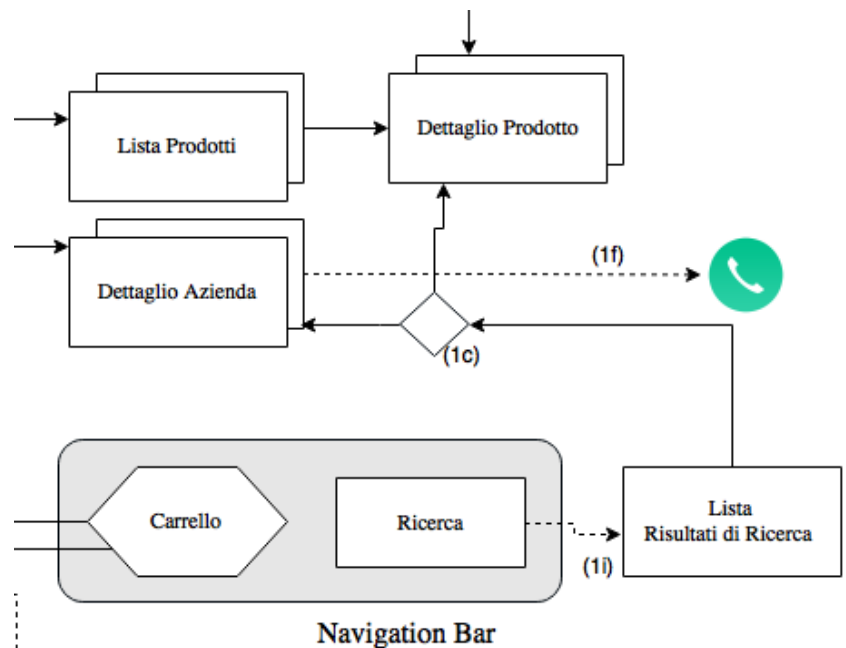 Dettaglio Prodotto
Lista Prodotti
(1f)
Dettaglio Azienda
(1c)
Carrello
Ricerca
Lista
Risultati di Ricerca
(1i)
Navigation Bar